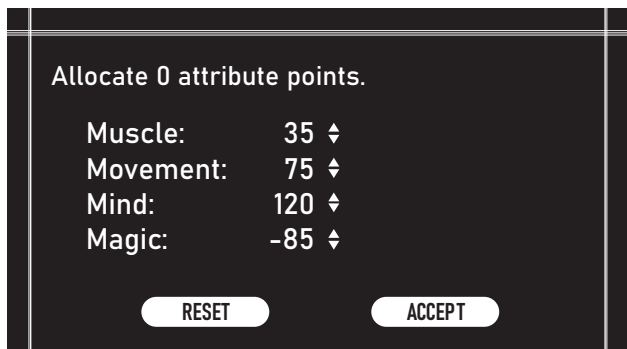 Allocate 0 attribute points.
Muscle: 35
Movement: 75
Mind: 120
Magic: -85
RESET ACCEPT